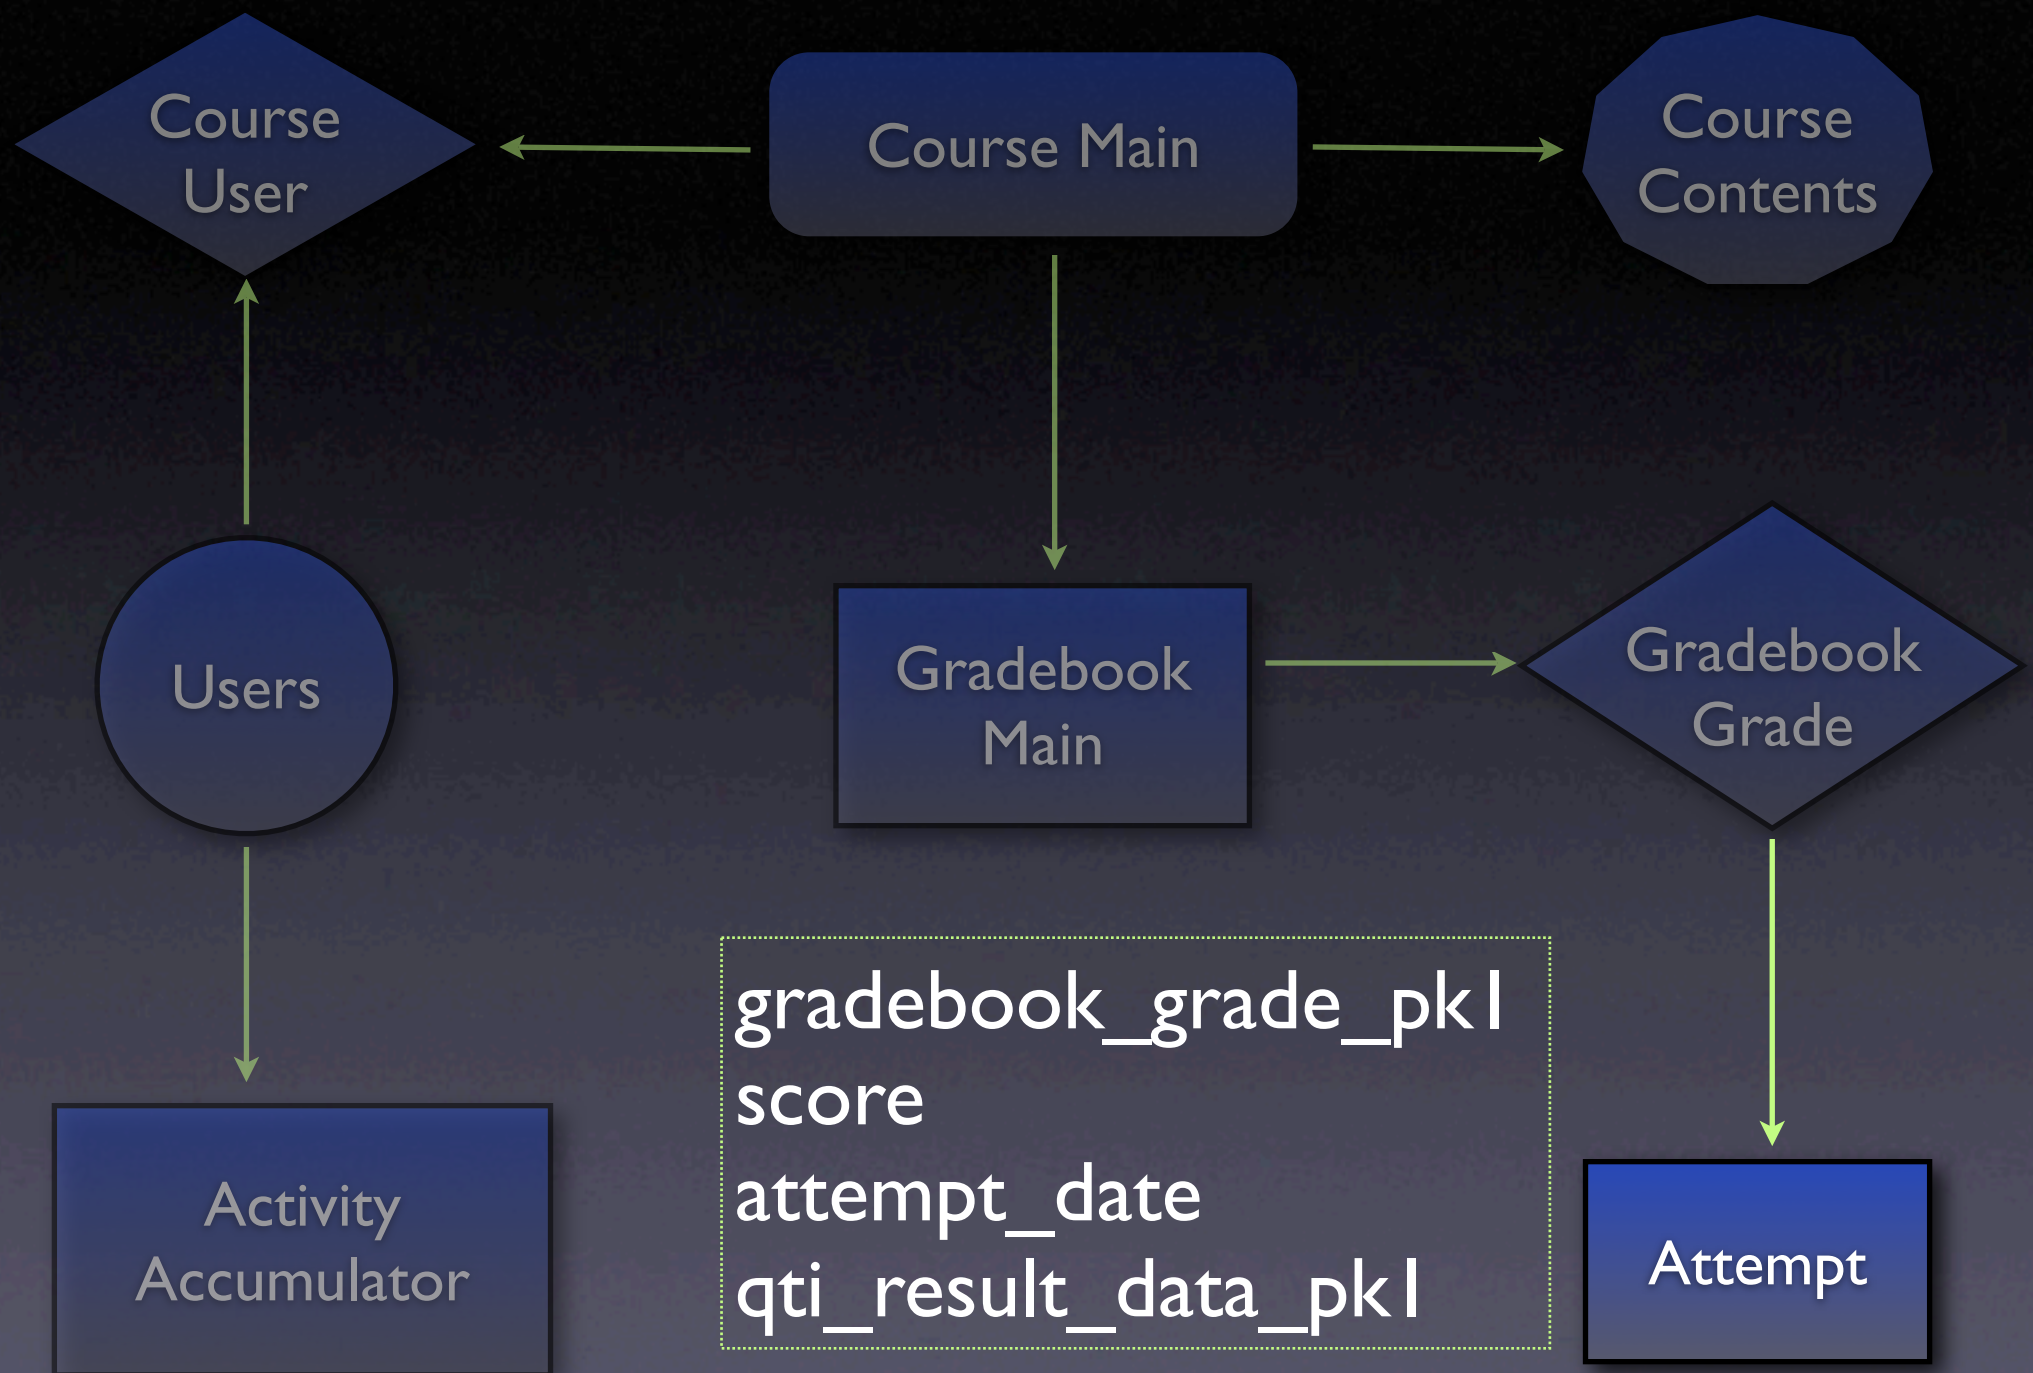 Course
User
Course Main
Course
Contents
Users
Gradebook
Main
Gradebook
Grade
gradebook_grade_pk1
score
attempt_date
qti_result_data_pk1
Activity
Accumulator
Attempt